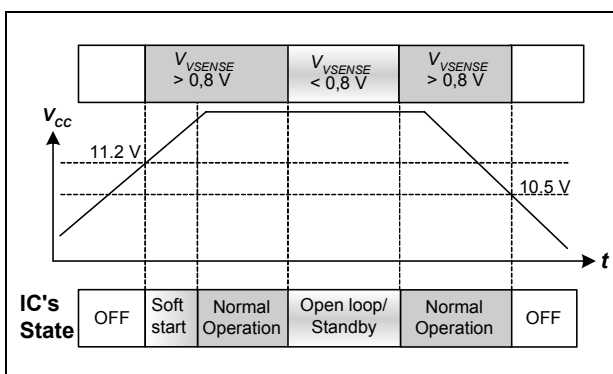 V_VSENSE
> 0,8 V
V_VSENSE
< 0,8 V
V_VSENSE
> 0,8 V
V_CC
11.2 V
10.5 V
t
IC's
State
OFF
Soft
start
Normal
Operation
Open loop/
Standby
Normal
Operation
OFF